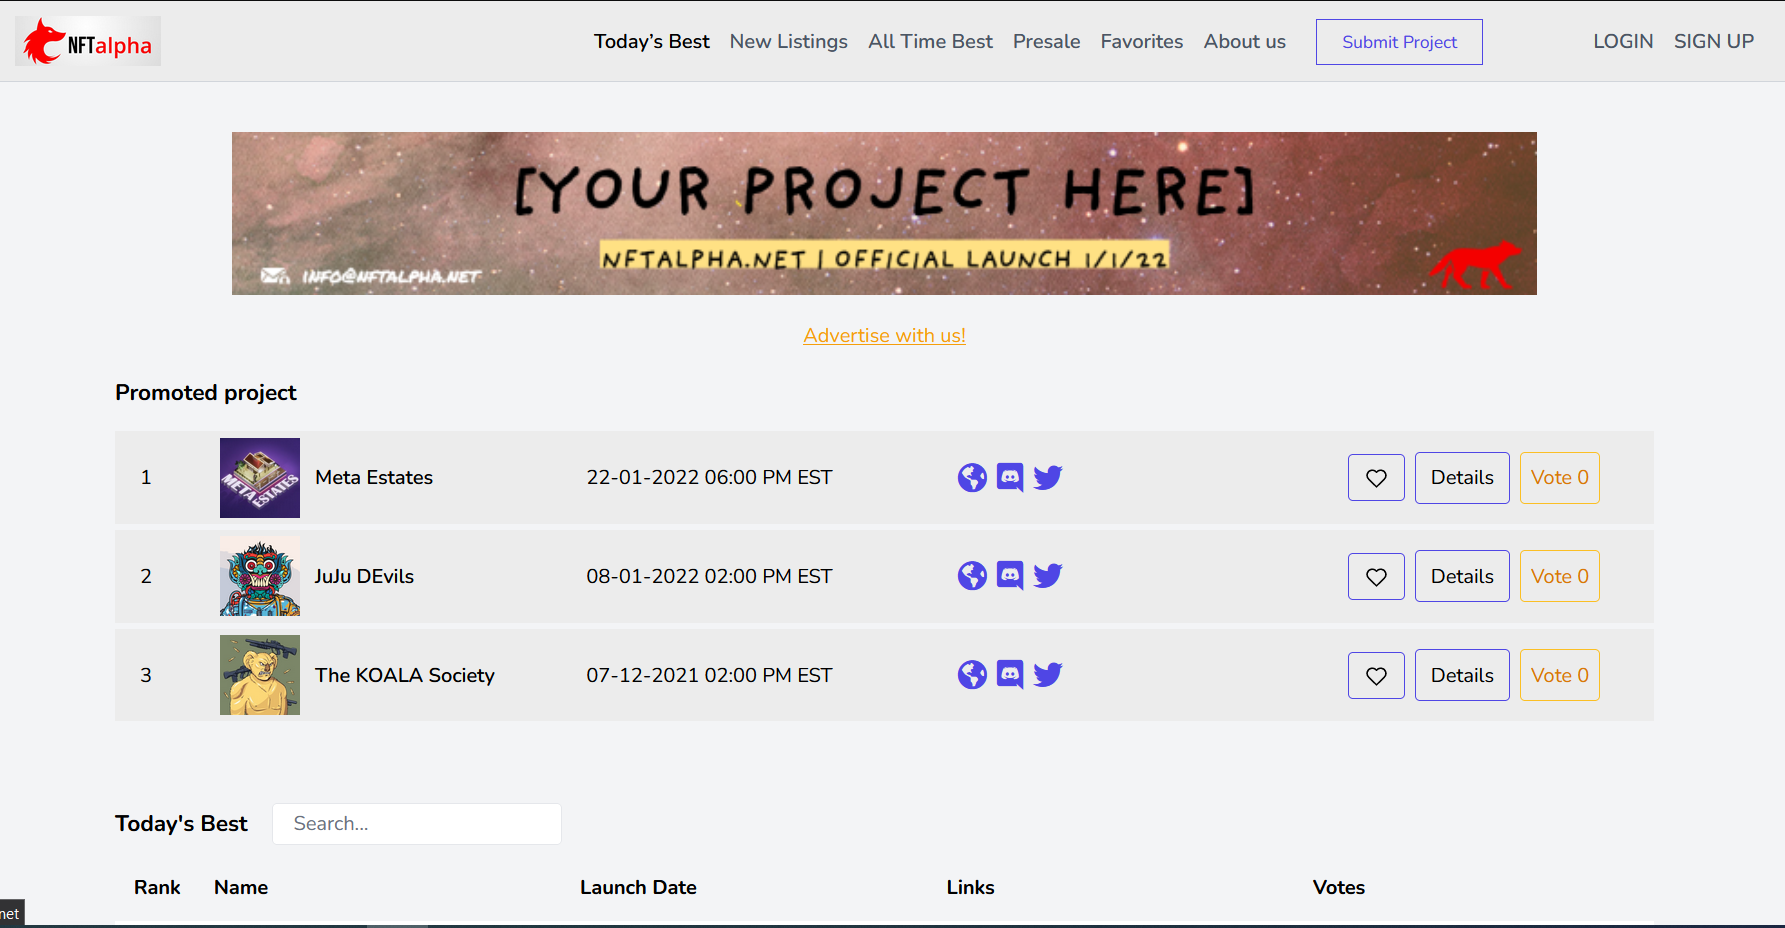 NFTalpha
Today's Best New Listings All Time Best Presale Favorites About us Submit Project LOGIN SIGN UP
[YOUR PROJECT HERE]
NFTALPHA.NET | OFFICIAL LAUNCH 1/1/22
INFO@NFTALPHA.NET
Advertise with us!
Promoted project
1 META ESTATES Meta Estates 22-01-2022 06:00 PM EST Details Vote 0
2 JuJu DEvils 08-01-2022 02:00 PM EST Details Vote 0
3 The KOALA Society 07-12-2021 02:00 PM EST Details Vote 0
Today's Best Search...
Rank Name Launch Date Links Votes
net